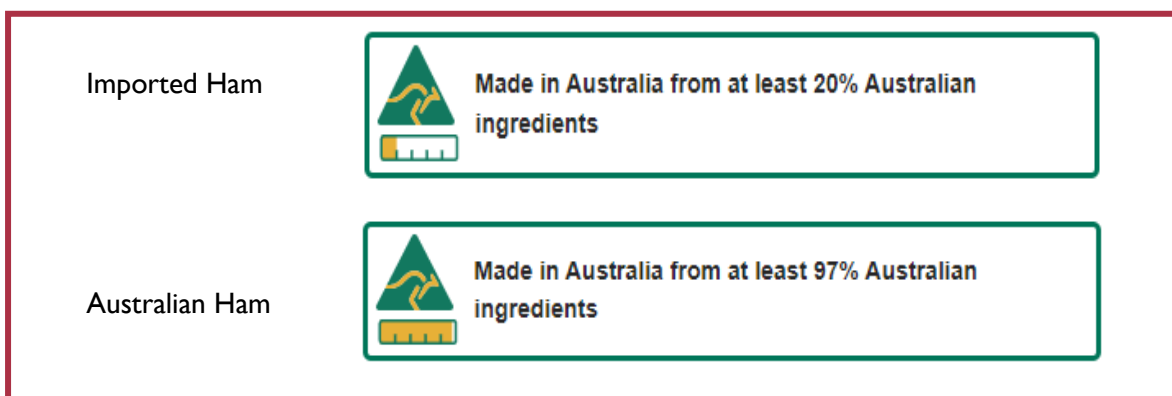 Imported Ham
Made in Australia from at least 20% Australian
ingredients
Australian Ham
Made in Australia from at least 97% Australian
ingredients